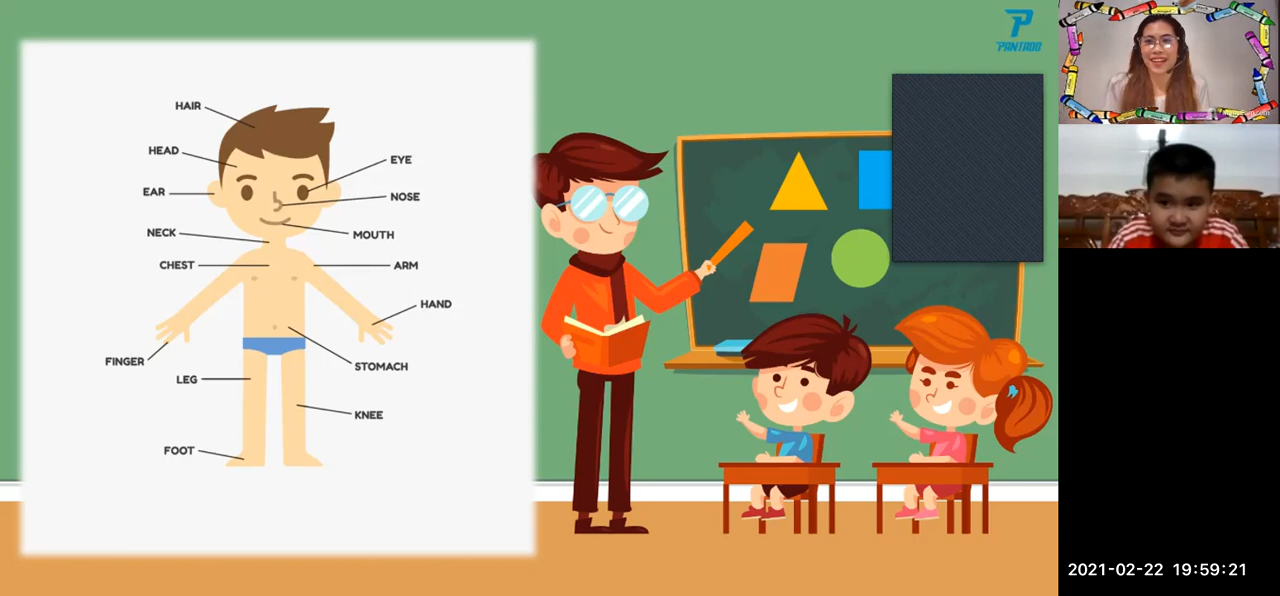 PANTADO
HAIR
HEAD
EYE
EAR
NOSE
NECK
MOUTH
CHEST
ARM
HAND
FINGER
STOMACH
LEG
KNEE
FOOT
2021-02-22 19:59:21